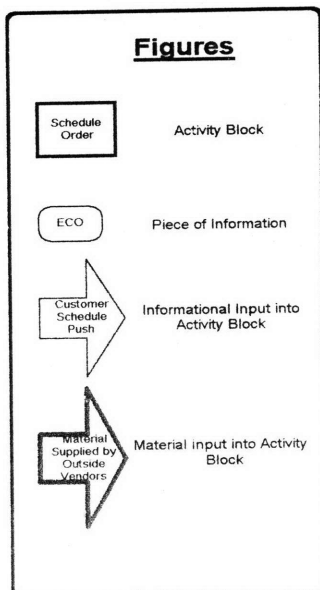 Figures
Schedule
Order
Activity Block
ECO
Piece of Information
Customer
Schedule
Push
Informational Input into
Activity Block
Material
Supplied by
Outside
Vendors
Material input into Activity
Block